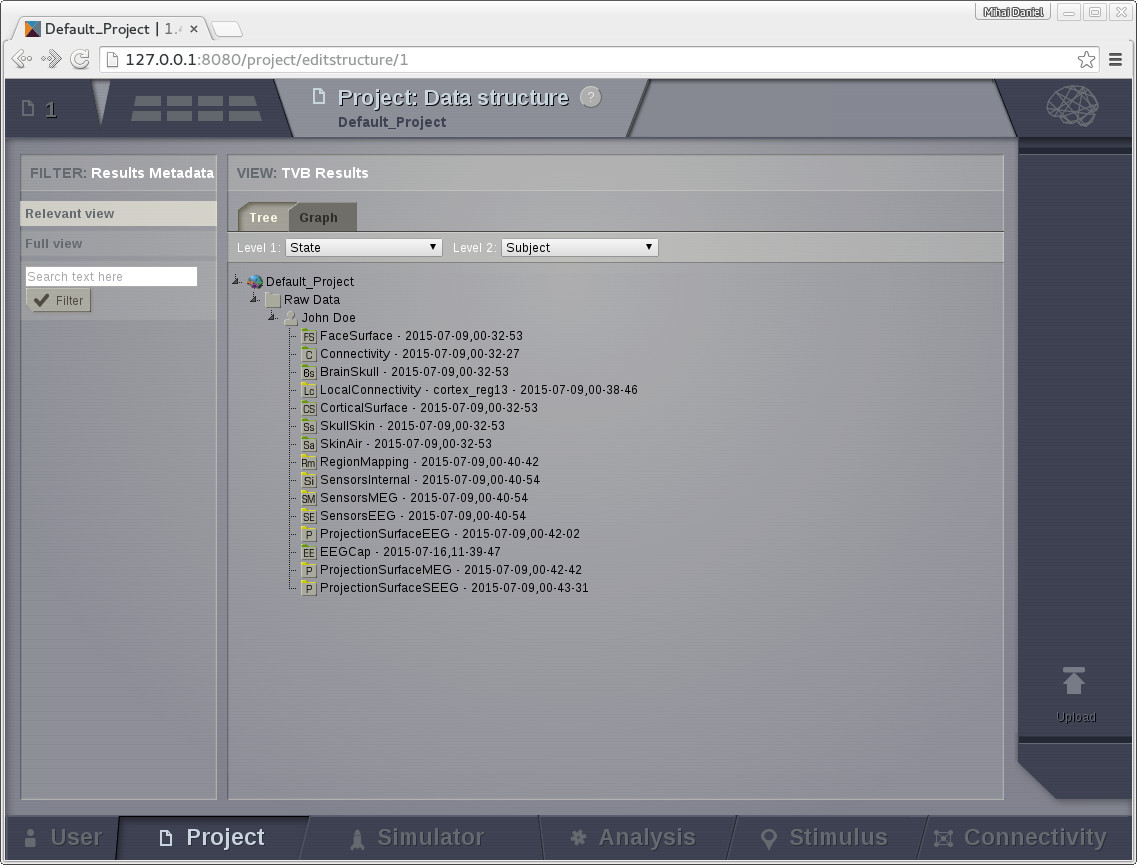 Mihai Daniel
Default_Project | 1.
127.0.0.1:8080/project/editstructure/1
1
Project: Data structure ?
Default_Project
FILTER: Results Metadata
Relevant view
Full view
Search text here
Filter
VIEW: TVB Results
Tree Graph
Level 1: State Level 2: Subject
Default_Project
Raw Data
John Doe
FS FaceSurface - 2015-07-09,00-32-53
C Connectivity - 2015-07-09,00-32-27
Bs BrainSkull - 2015-07-09,00-32-53
Lc LocalConnectivity - cortex_reg13 - 2015-07-09,00-38-46
CS CorticalSurface - 2015-07-09,00-32-53
Ss SkullSkin - 2015-07-09,00-32-53
Sa SkinAir - 2015-07-09,00-32-53
Rm RegionMapping - 2015-07-09,00-40-42
Si SensorsInternal - 2015-07-09,00-40-54
SM SensorsMEG - 2015-07-09,00-40-54
SE SensorsEEG - 2015-07-09,00-40-54
P ProjectionSurfaceEEG - 2015-07-09,00-42-02
EE EEGCap - 2015-07-16,11-39-47
P ProjectionSurfaceMEG - 2015-07-09,00-42-42
P ProjectionSurfaceSEEG - 2015-07-09,00-43-31
Upload
User Project Simulator Analysis Stimulus Connectivity